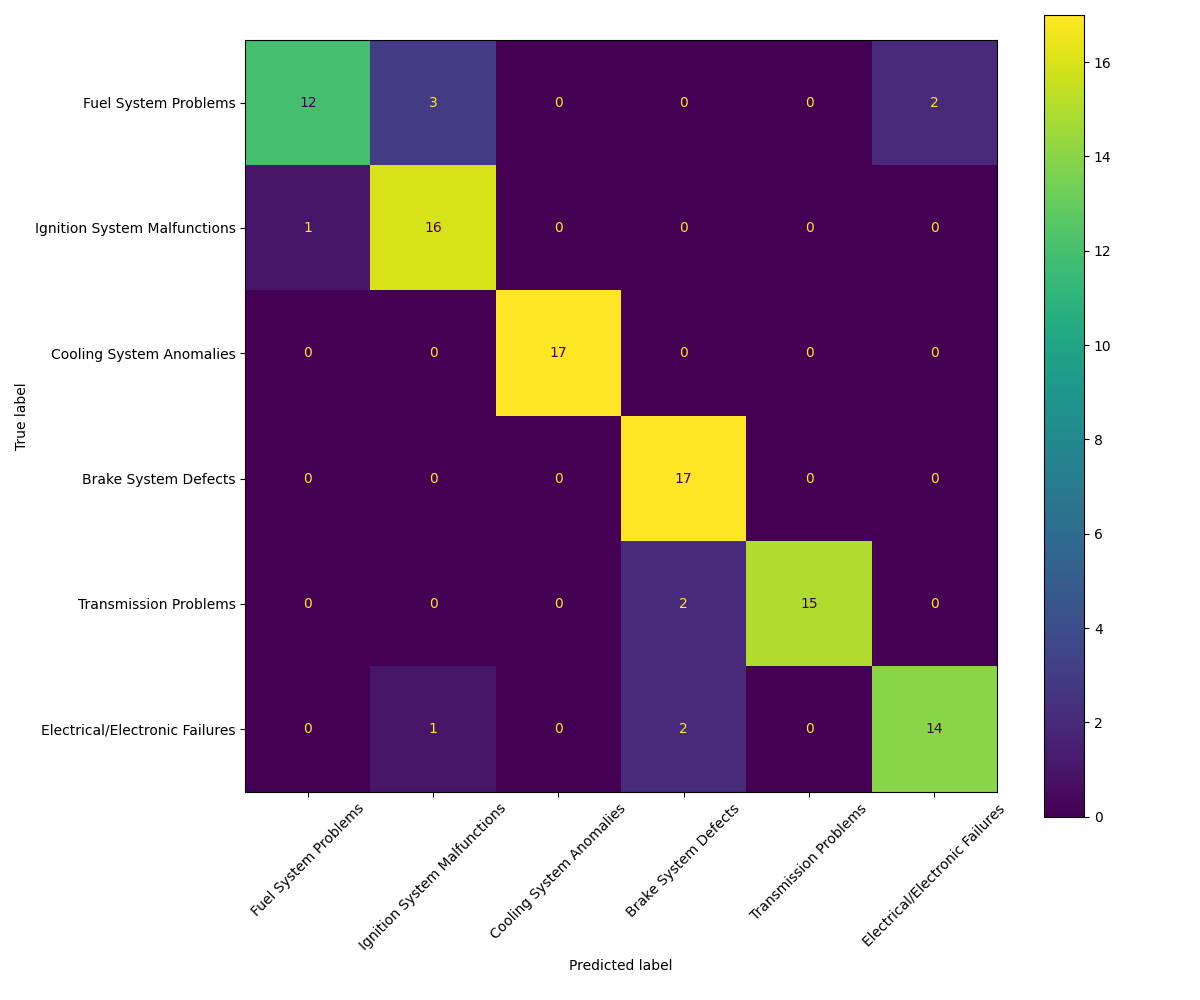 Fuel System Problems 12 3 0 0 0 2
Ignition System Malfunctions 1 16 0 0 0 0
Cooling System Anomalies 0 0 17 0 0 0
Brake System Defects 0 0 0 17 0 0
Transmission Problems 0 0 0 2 15 0
Electrical/Electronic Failures 0 1 0 2 0 14
True label
Fuel System Problems
Ignition System Malfunctions
Cooling System Anomalies
Brake System Defects
Transmission Problems
Electrical/Electronic Failures
Predicted label
16
14
12
10
8
6
4
2
0